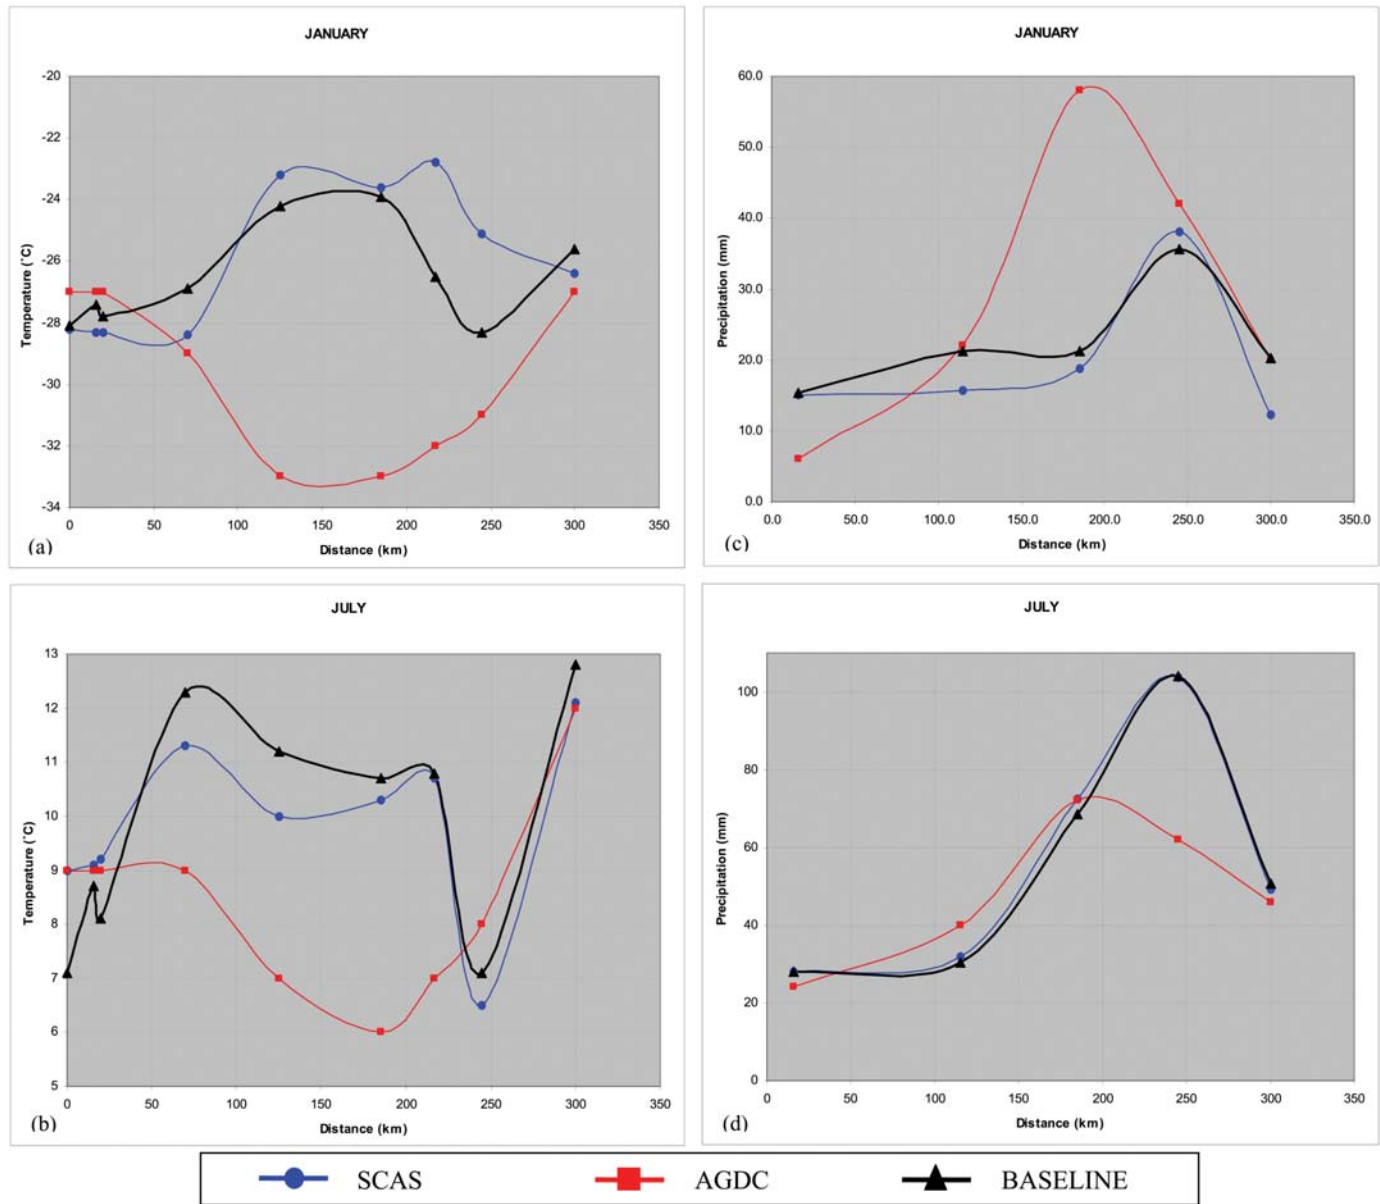 JANUARY
-20
-22
-24
-26
-28
-30
-32
-34
Temperature (˚C)
0 50 100 150 200 250 300 350
Distance (km)
(a)
JANUARY
60.0
50.0
40.0
30.0
20.0
10.0
0.0
Precipitation (mm)
0.0 50.0 100.0 150.0 200.0 250.0 300.0 350.0
Distance (km)
(c)
JULY
13
12
11
10
9
8
7
6
5
Temperature (˚C)
0 50 100 150 200 250 300 350
Distance (km)
(b)
JULY
100
80
60
40
20
0
Precipitation (mm)
0 50 100 150 200 250 300 350
Distance (km)
(d)
SCAS AGDC BASELINE